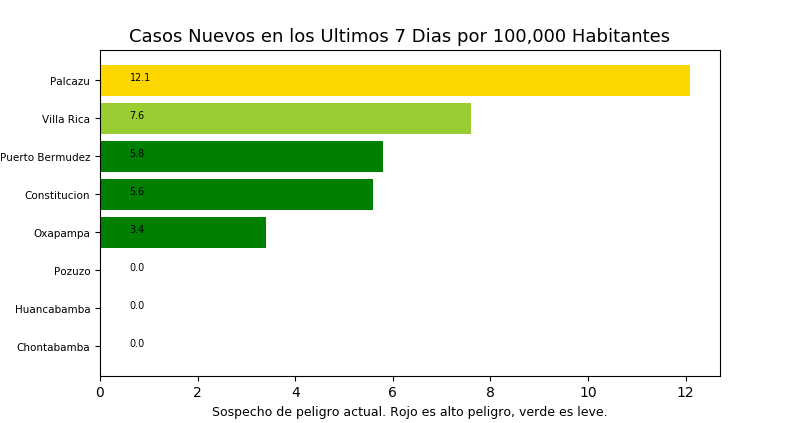 Casos Nuevos en los Ultimos 7 Dias por 100,000 Habitantes
Palcazu 12.1
Villa Rica 7.6
Puerto Bermudez 5.8
Constitucion 5.6
Oxapampa 3.4
Pozuzo 0.0
Huancabamba 0.0
Chontabamba 0.0
0 2 4 6 8 10 12
Sospecho de peligro actual. Rojo es alto peligro, verde es leve.